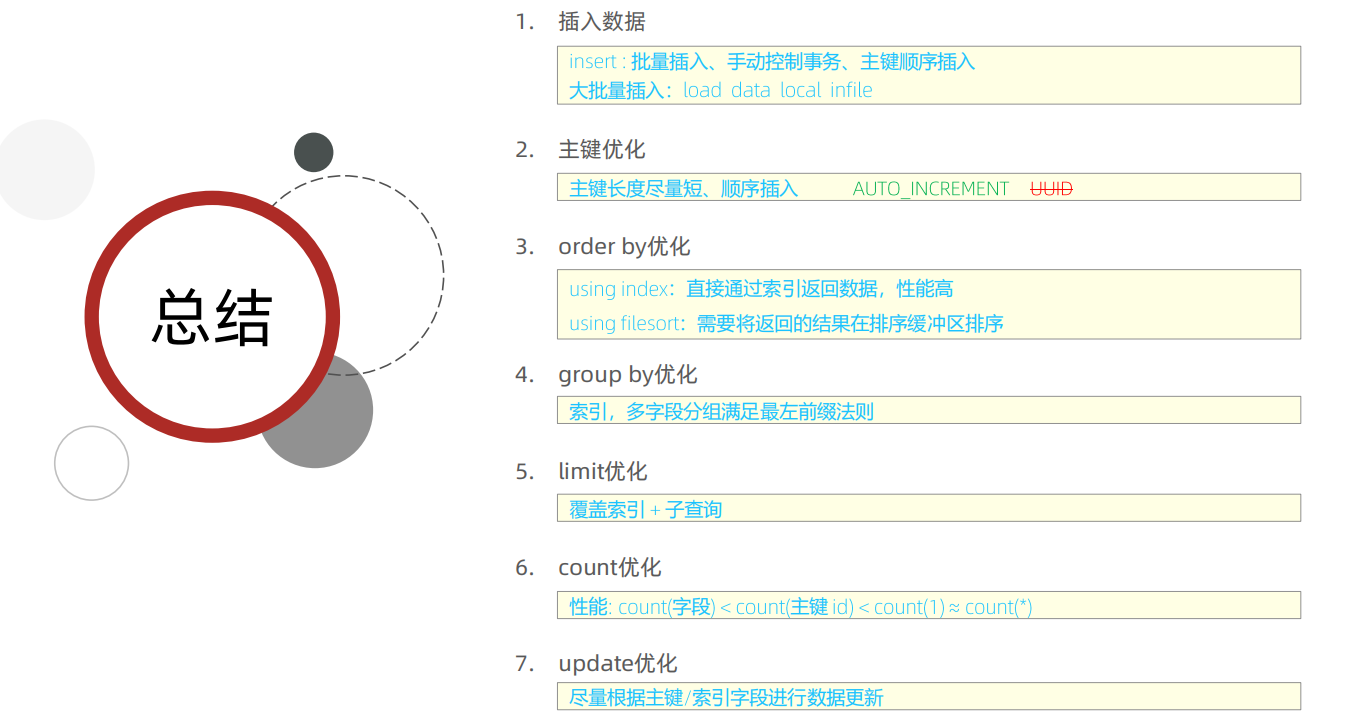 总结
1. 插入数据
insert : 批量插入、手动控制事务、主键顺序插入
大批量插入：load data local infile
2. 主键优化
主键长度尽量短、顺序插入 AUTO_INCREMENT UUID
3. order by优化
using index：直接通过索引返回数据，性能高
using filesort：需要将返回的结果在排序缓冲区排序
4. group by优化
索引，多字段分组满足最左前缀法则
5. limit优化
覆盖索引 + 子查询
6. count优化
性能: count(字段) < count(主键 id) < count(1) ≈ count(*)
7. update优化
尽量根据主键/索引字段进行数据更新